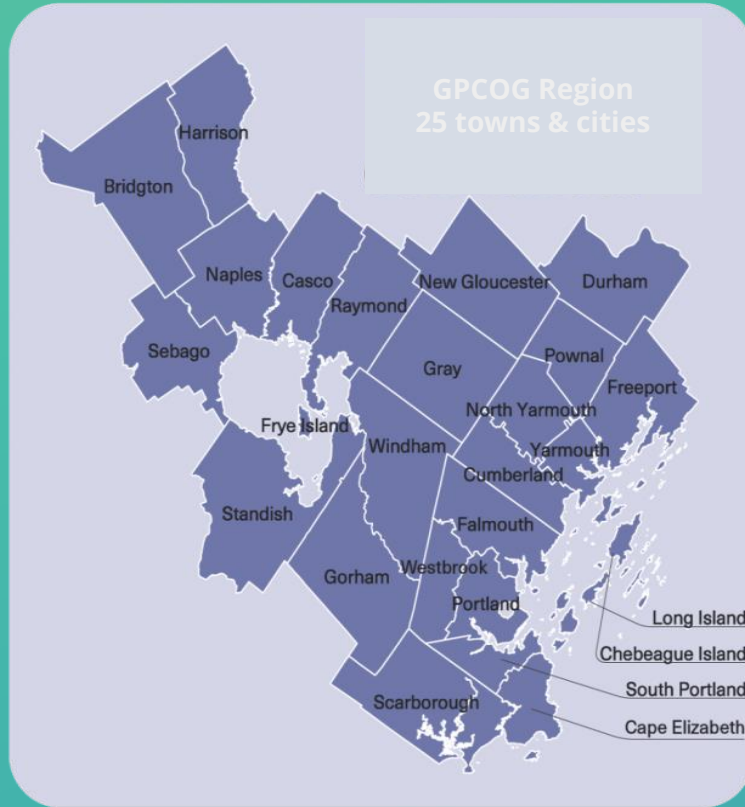 GPCOG Region
25 towns & cities
Harrison
Bridgton
Naples
Casco
Raymond
New Gloucester
Durham
Sebago
Gray
Pownal
Freeport
North Yarmouth
Frye Island
Windham
Yarmouth
Cumberland
Standish
Falmouth
Gorham
Westbrook
Portland
Long Island
Chebeague Island
South Portland
Scarborough
Cape Elizabeth